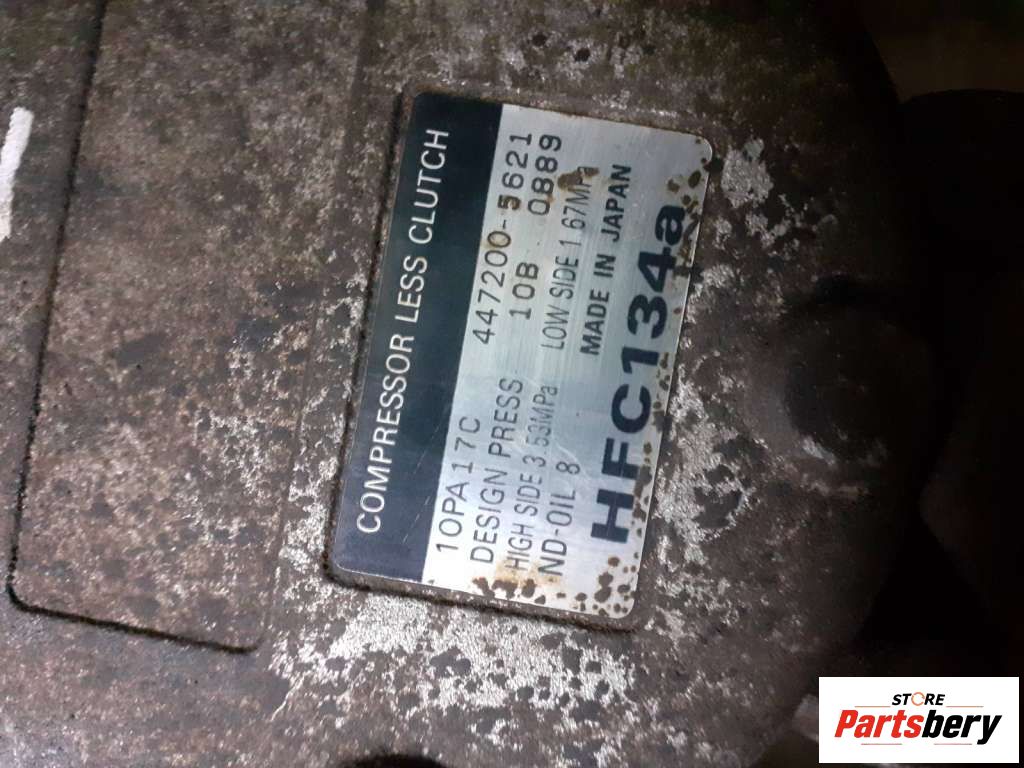 COMPRESSOR LESS CLUTCH
10PA17C 447200-5621
DESIGN PRESS 10B 0889
HIGH SIDE 3.53MPa LOW SIDE 1.67MPa
ND-OIL 8 MADE IN JAPAN
HFC134a
STORE
Partsbery